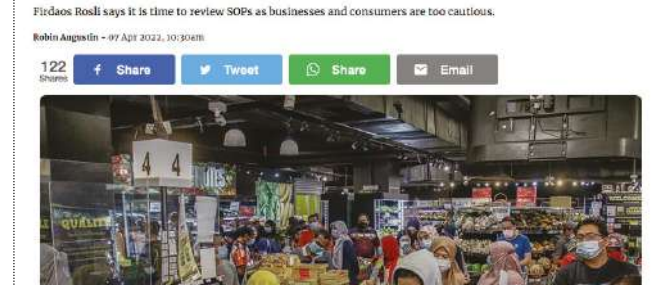 Firdaos Rosli says it is time to review SOPs as businesses and consumers are too cautious.
Robin Augustin - 07 Apr 2022, 10:30am
122
Shares
Share
Tweet
Share
Email
4 4
QUALITY